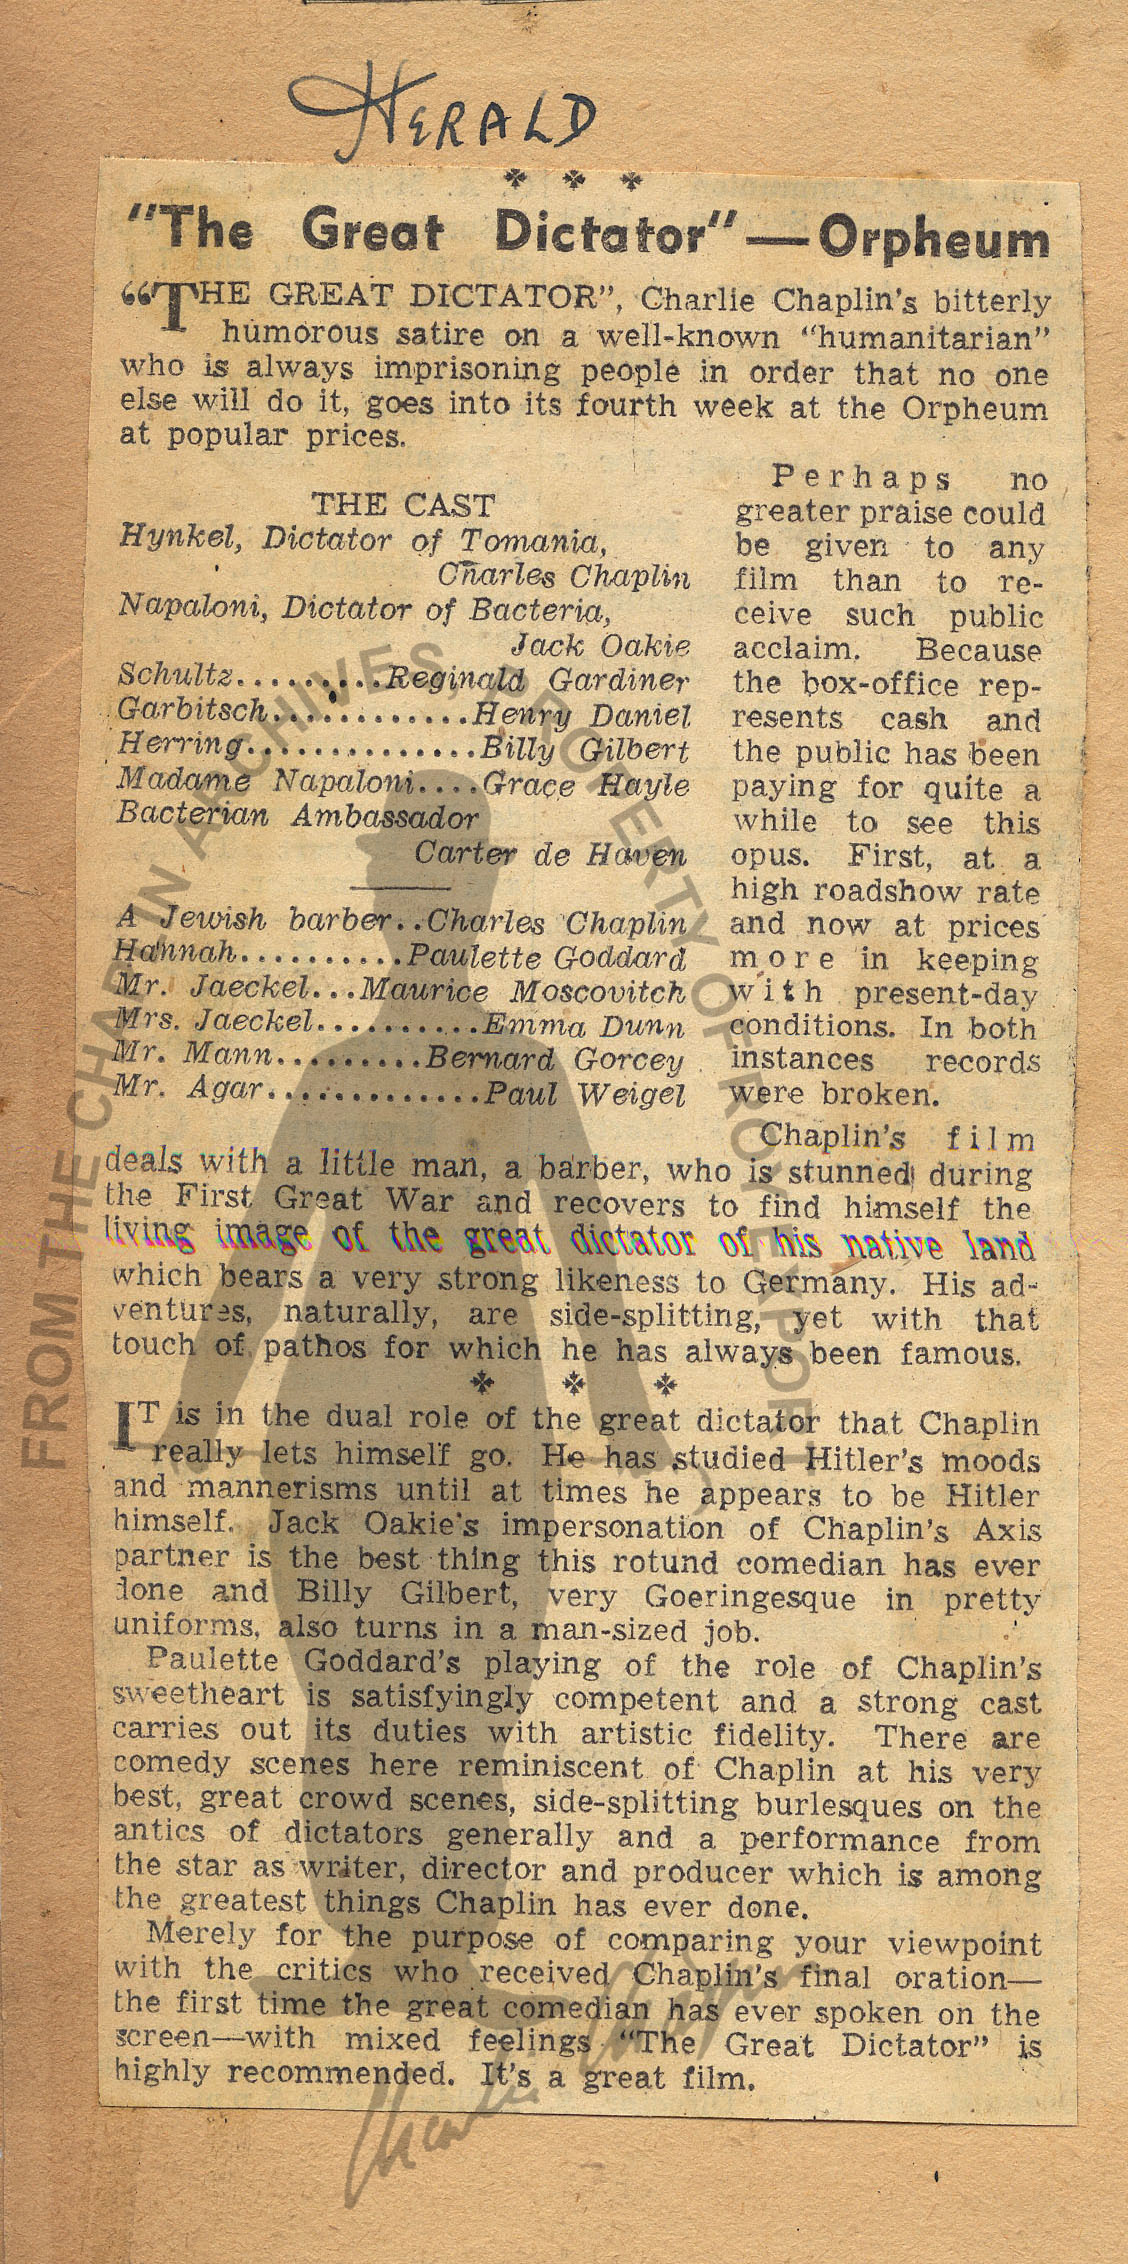 HERALD
"The Great Dictator"—Orpheum
"THE GREAT DICTATOR", Charlie Chaplin's bitterly
humorous satire on a well-known "humanitarian"
who is always imprisoning people in order that no one
else will do it, goes into its fourth week at the Orpheum
at popular prices.
THE CAST
Hynkel, Dictator of Tomania,
Charles Chaplin
Napaloni, Dictator of Bacteria,
Jack Oakie
Schultz.........Reginald Gardiner
Garbitsch............Henry Daniel
Herring..............Billy Gilbert
Madame Napaloni....Grace Hayle
Bacterian Ambassador
Carter de Haven
A Jewish barber..Charles Chaplin
Hannah..........Paulette Goddard
Mr. Jaeckel...Maurice Moscovitch
Mrs. Jaeckel..........Emma Dunn
Mr. Mann.........Bernard Gorcey
Mr. Agar.............Paul Weigel
Perhaps no
greater praise could
be given to any
film than to re-
ceive such public
acclaim. Because
the box-office rep-
resents cash and
the public has been
paying for quite a
while to see this
opus. First, at a
high roadshow rate
and now at prices
more in keeping
with present-day
conditions. In both
instances records
were broken.
Chaplin's film
deals with a little man, a barber, who is stunned during
the First Great War and recovers to find himself the
living image of the great dictator of his native land
which bears a very strong likeness to Germany. His ad-
ventures, naturally, are side-splitting, yet with that
touch of pathos for which he has always been famous.
IT is in the dual role of the great dictator that Chaplin
really lets himself go. He has studied Hitler's moods
and mannerisms until at times he appears to be Hitler
himself. Jack Oakie's impersonation of Chaplin's Axis
partner is the best thing this rotund comedian has ever
done and Billy Gilbert, very Goeringesque in pretty
uniforms, also turns in a man-sized job.
Paulette Goddard's playing of the role of Chaplin's
sweetheart is satisfyingly competent and a strong cast
carries out its duties with artistic fidelity. There are
comedy scenes here reminiscent of Chaplin at his very
best, great crowd scenes, side-splitting burlesques on the
antics of dictators generally and a performance from
the star as writer, director and producer which is among
the greatest things Chaplin has ever done.
Merely for the purpose of comparing your viewpoint
with the critics who received Chaplin's final oration—
the first time the great comedian has ever spoken on the
screen—with mixed feelings "The Great Dictator" is
highly recommended. It's a great film.
FROM THE CHAPLIN ARCHIVES PROPERTY OF ROY EXPORT
Charlie Chaplin